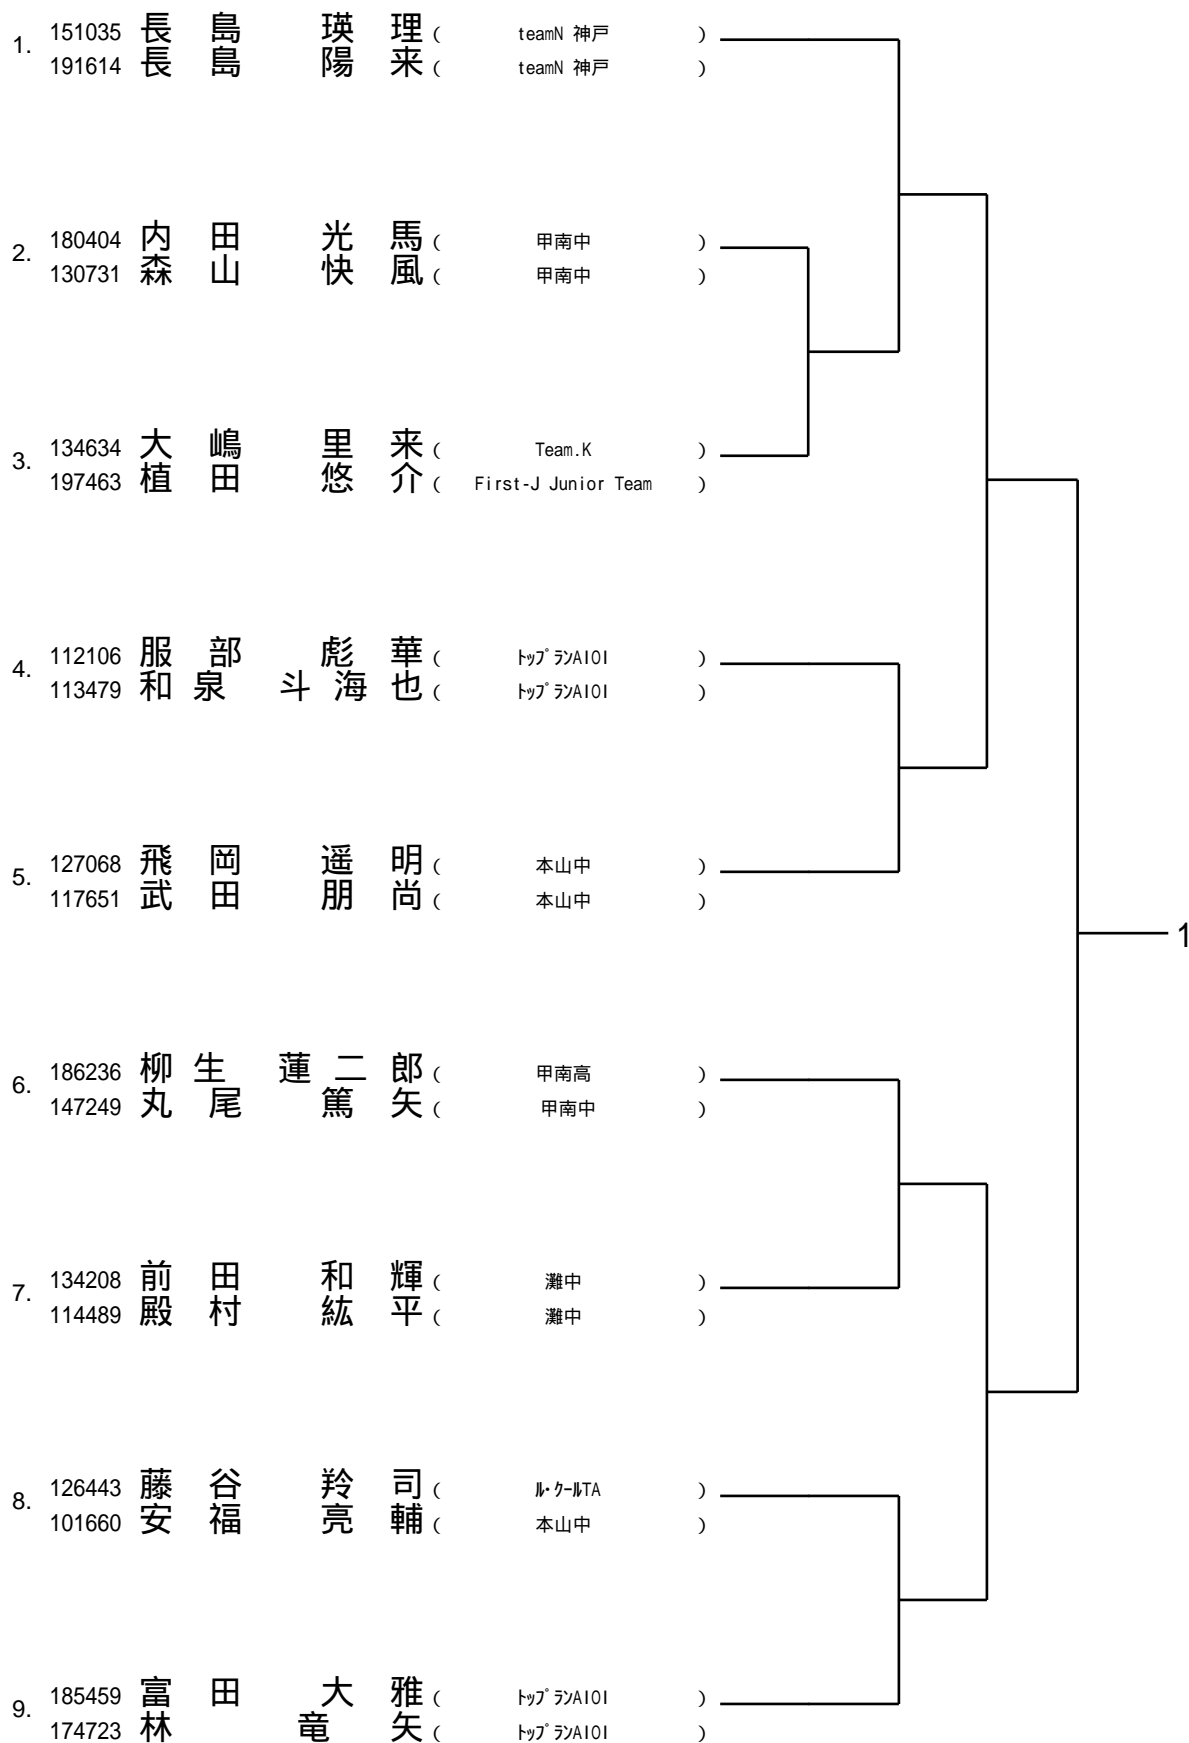 1. 151035 長島 瑛理 ( teamN 神戸 )
191614 長島 陽来 ( teamN 神戸 )
2. 180404 内田 光馬 ( 甲南中 )
130731 森山 快風 ( 甲南中 )
3. 134634 大嶋 里来 ( Team.K )
197463 植田 悠介 ( First-J Junior Team )
4. 112106 服部 彪華 ( ﾄｯﾌﾟﾗﾝAIOI )
113479 和泉 斗海也 ( ﾄｯﾌﾟﾗﾝAIOI )
5. 127068 飛岡 遥明 ( 本山中 )
117651 武田 朋尚 ( 本山中 )
1
6. 186236 柳生 蓮二郎 ( 甲南高 )
147249 丸尾 篤矢 ( 甲南中 )
7. 134208 前田 和輝 ( 灘中 )
114489 殿村 紘平 ( 灘中 )
8. 126443 藤谷 羚司 ( ﾙ･ｸｰﾙTA )
101660 安福 亮輔 ( 本山中 )
9. 185459 富田 大雅 ( ﾄｯﾌﾟﾗﾝAIOI )
174723 林 竜矢 ( ﾄｯﾌﾟﾗﾝAIOI )